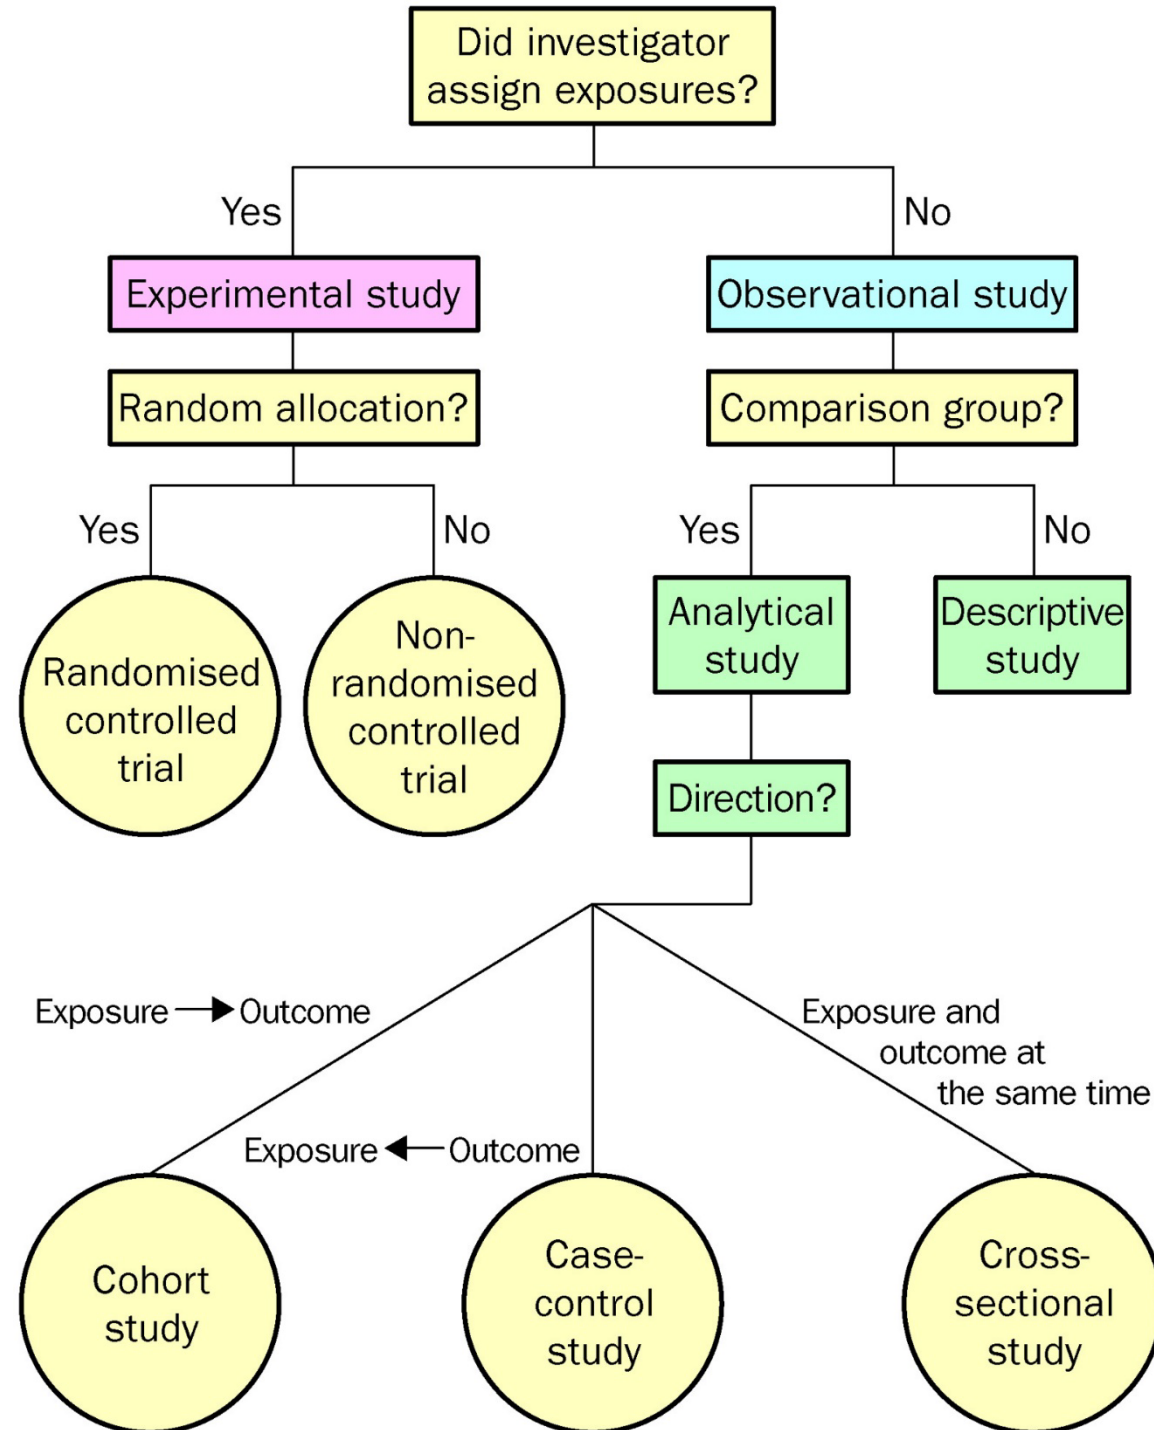 Did investigator
assign exposures?
Yes
No
Experimental study
Observational study
Random allocation?
Comparison group?
Yes
No
Yes
No
Randomised
controlled
trial
Non-
randomised
controlled
trial
Analytical
study
Descriptive
study
Direction?
Exposure → Outcome
Exposure and
outcome at
the same time
Exposure ← Outcome
Cohort
study
Case-
control
study
Cross-
sectional
study